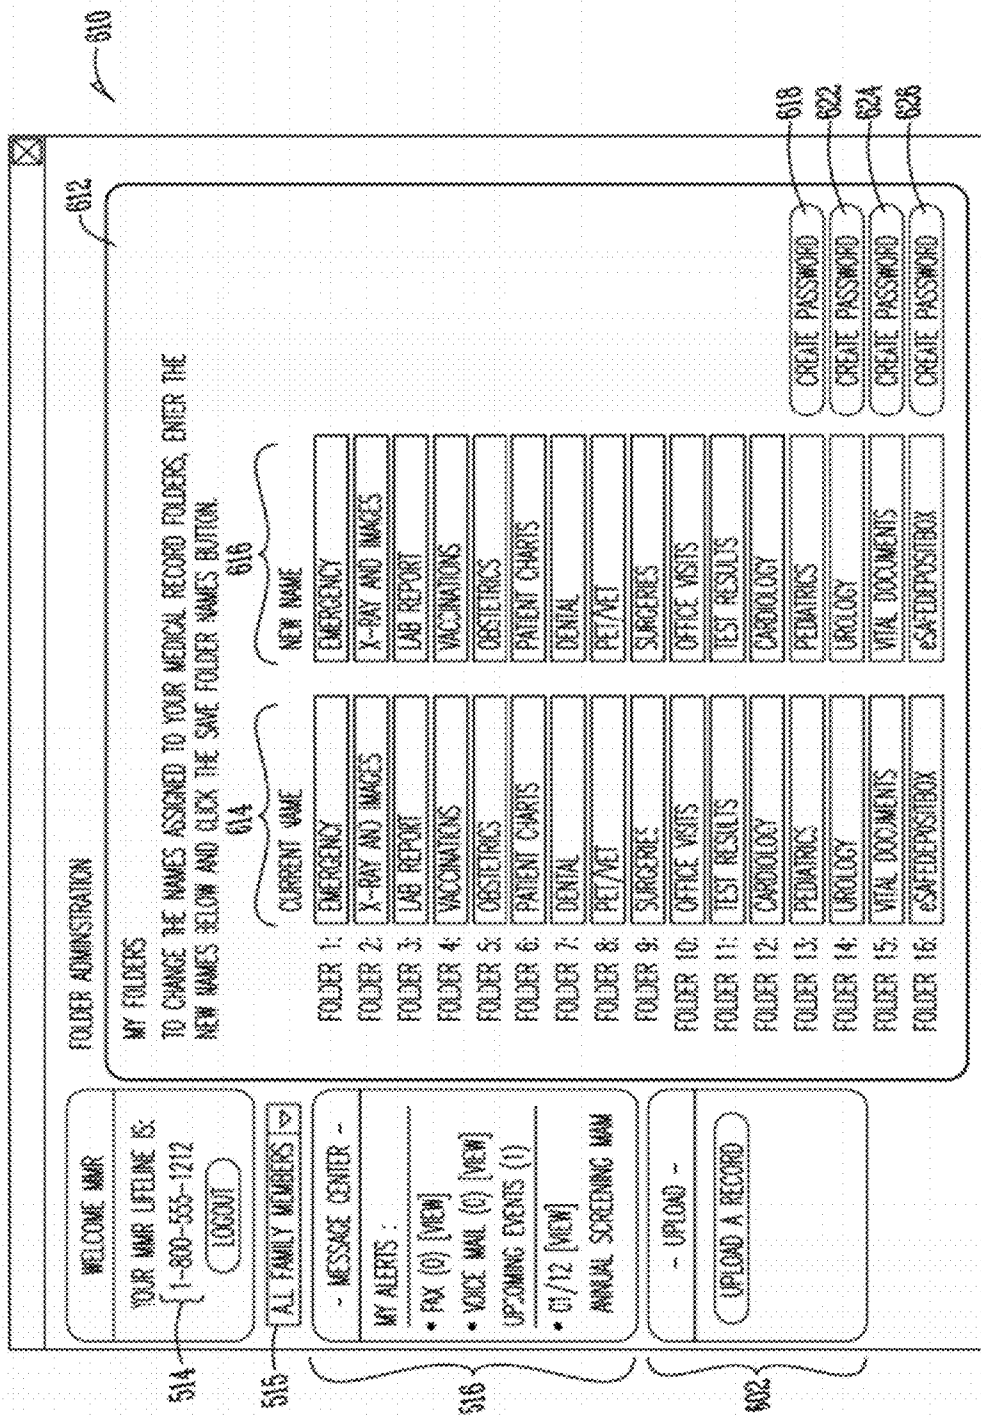 610
612
FOLDER ADMINISTRATION
WELCOME MMR
YOUR MMR LIFELINE IS:
1-800-555-1212
LOGOUT
514
ALL FAMILY MEMBERS
515
- MESSAGE CENTER -
MY ALERTS :
• FAX (0) [VIEW]
• VOICE MAIL (0) [VIEW]
UPCOMING EVENTS (1)
• 01/12 [VIEW]
ANNUAL SCREENING MAM
516
- UPLOAD -
UPLOAD A RECORD
602
MY FOLDERS
TO CHANGE THE NAMES ASSIGNED TO YOUR MEDICAL RECORD FOLDERS, ENTER THE
NEW NAMES BELOW AND CLICK THE SAVE FOLDER NAMES BUTTON.
614 616
CURRENT NAME NEW NAME
FOLDER 1: EMERGENCY EMERGENCY
FOLDER 2: X-RAY AND IMAGES X-RAY AND IMAGES
FOLDER 3: LAB REPORT LAB REPORT
FOLDER 4: VACCINATIONS VACINATIONS
FOLDER 5: OBSTETRICS OBSETRICS
FOLDER 6: PATIENT CHARTS PATIENT CHARTS
FOLDER 7: DENTAL DENTAL
FOLDER 8: PET/VET PET/VET
FOLDER 9: SURGERIES SURGERIES
FOLDER 10: OFFICE VISITS OFFICE VISITS
FOLDER 11: TEST RESULTS TEST RESULTS
FOLDER 12: CARDIOLOGY CARDIOLOGY
FOLDER 13: PEDIATRICS PEDIATRICS CREATE PASSWORD 618
FOLDER 14: UROLOGY UROLOGY CREATE PASSWORD 622
FOLDER 15: VITAL DOCUMENTS VITAL DOCUMENTS CREATE PASSWORD 624
FOLDER 16: eSAFEDEPOSITBOX eSAFEDEPOSITBOX CREATE PASSWORD 626